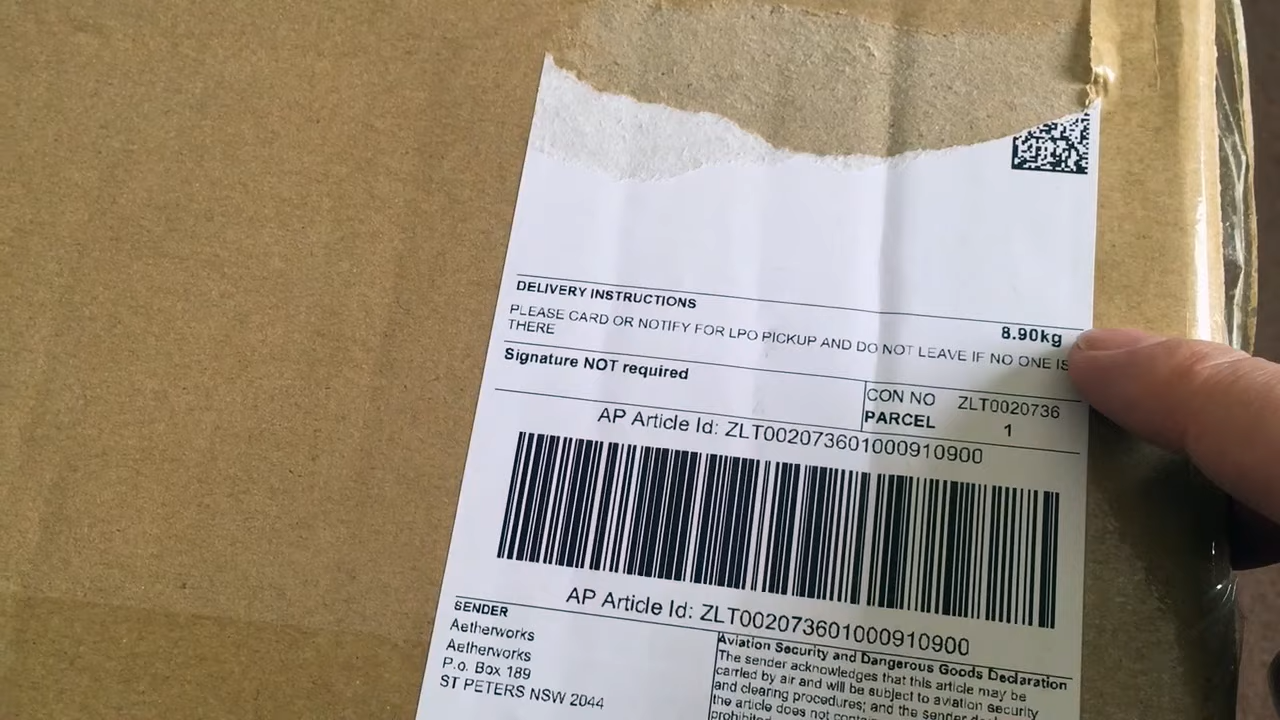 DELIVERY INSTRUCTIONS
8.90kg
PLEASE CARD OR NOTIFY FOR LPO PICKUP AND DO NOT LEAVE IF NO ONE IS
THERE
Signature NOT required
CON NO ZLT0020736
PARCEL 1
AP Article Id: ZLT002073601000910900
AP Article Id: ZLT002073601000910900
SENDER
Aetherworks
Aetherworks
P.o. Box 189
ST PETERS NSW 2044
Aviation Security and Dangerous Goods Declaration
The sender acknowledges that this article may be
carried by air and will be subject to aviation security
and clearing procedures; and the sender
the article does not